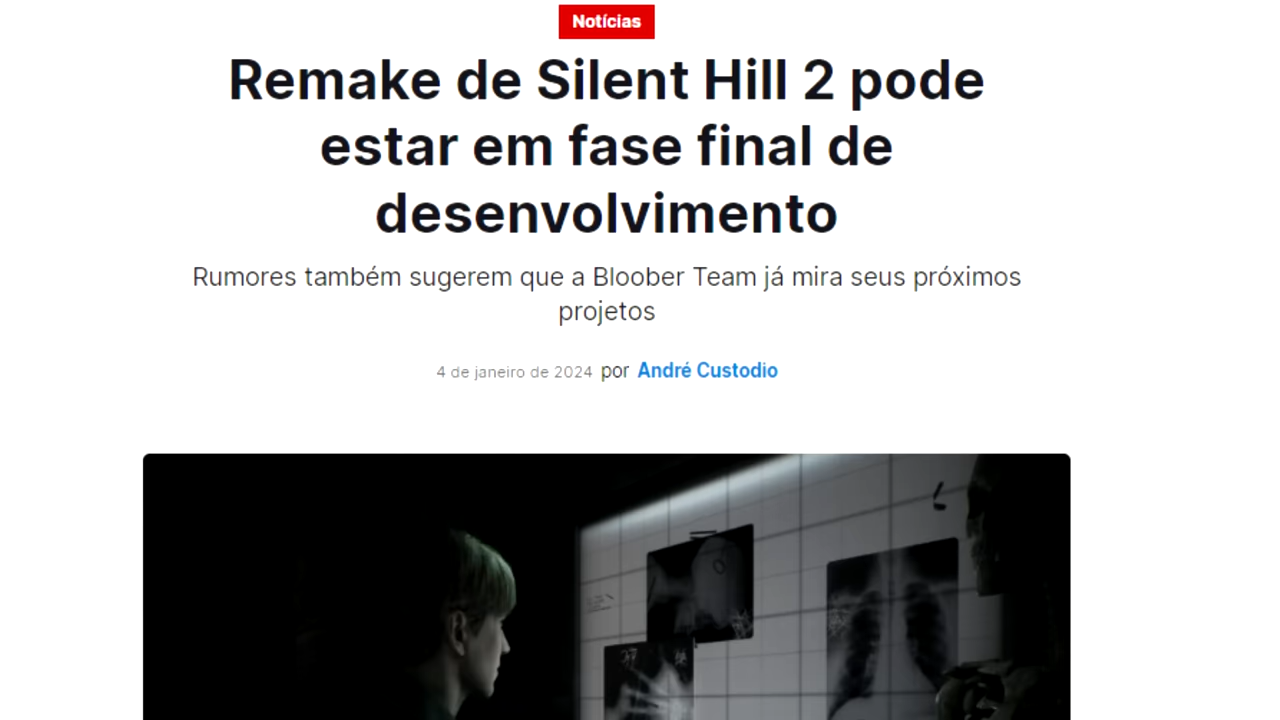 Notícias
Remake de Silent Hill 2 pode
estar em fase final de
desenvolvimento
Rumores também sugerem que a Bloober Team já mira seus próximos
projetos
4 de janeiro de 2024 por André Custodio